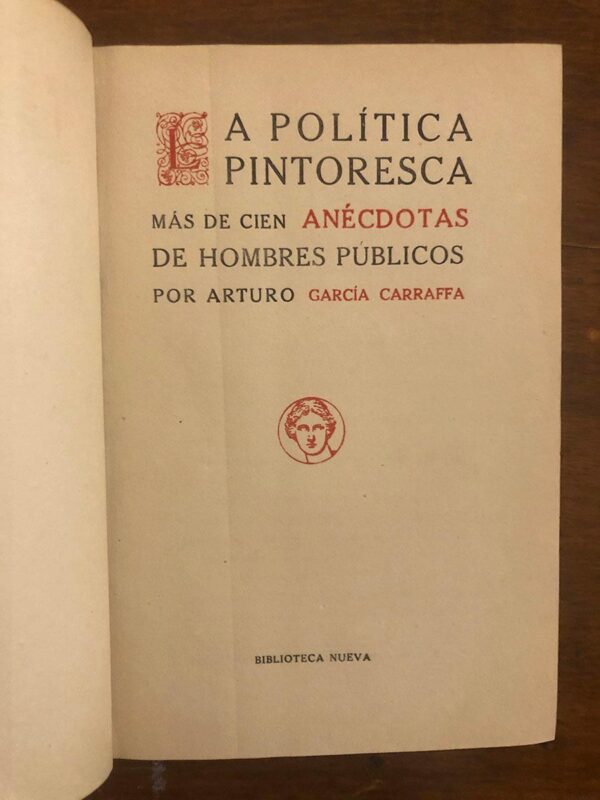 LA POLÍTICA
PINTORESCA
MÁS DE CIEN ANÉCDOTAS
DE HOMBRES PÚBLICOS
POR ARTURO GARCÍA CARRAFFA
BIBLIOTECA NUEVA